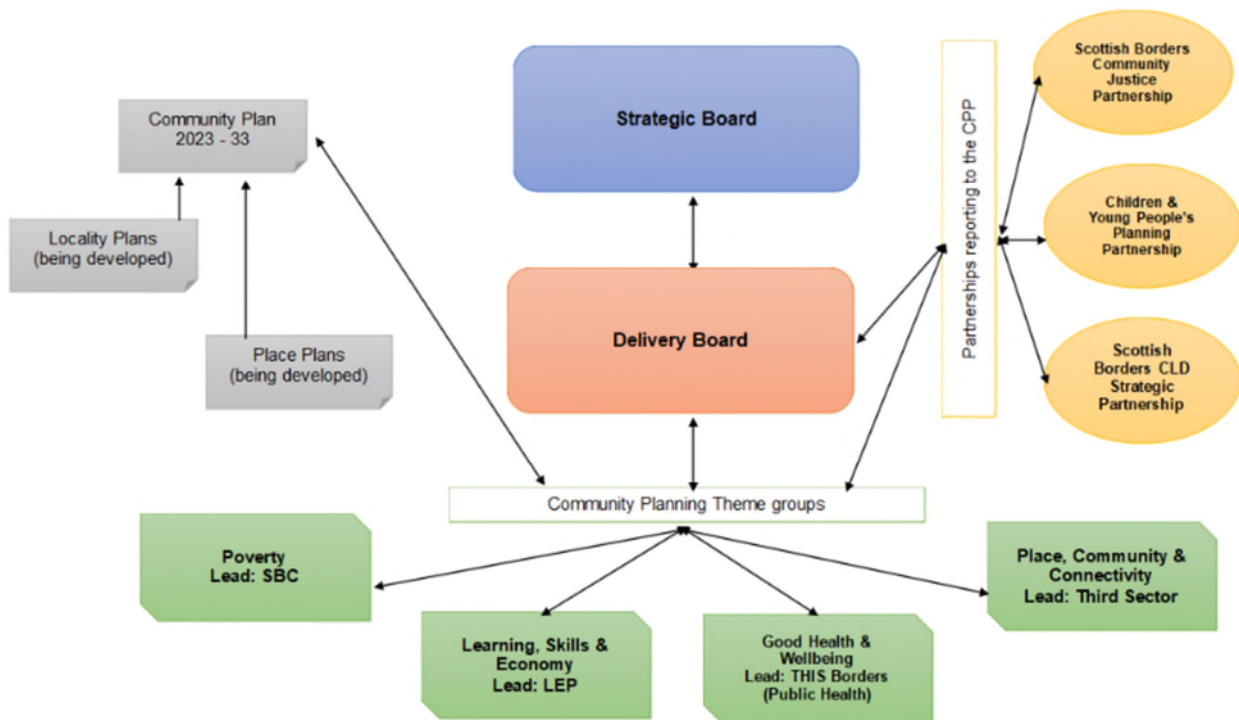 Community Plan
2023 - 33
Locality Plans
(being developed)
Place Plans
(being developed)
Strategic Board
Delivery Board
Partnerships reporting to the CPP
Scottish Borders
Community
Justice
Partnership
Children &
Young People's
Planning
Partnership
Scottish
Borders CLD
Strategic
Partnership
Community Planning Theme groups
Poverty
Lead: SBC
Learning, Skills &
Economy
Lead: LEP
Good Health &
Wellbeing
Lead: THIS Borders
(Public Health)
Place, Community &
Connectivity
Lead: Third Sector